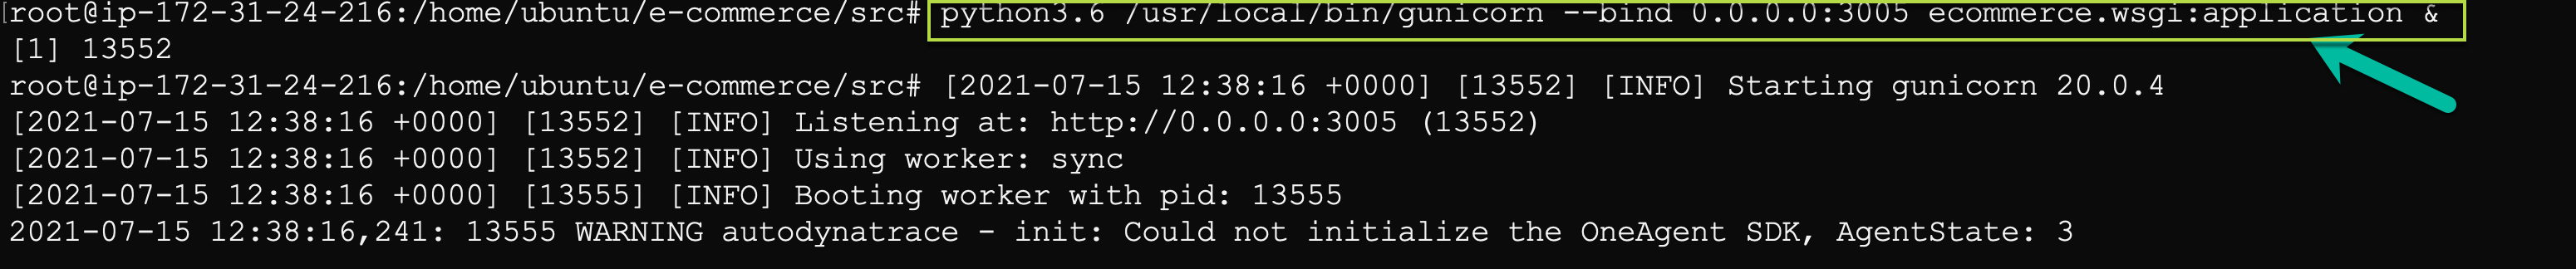 [root@ip-172-31-24-216:/home/ubuntu/e-commerce/src# python3.6 /usr/local/bin/gunicorn --bind 0.0.0.0:3005 ecommerce.wsgi:application &
[1] 13552
root@ip-172-31-24-216:/home/ubuntu/e-commerce/src# [2021-07-15 12:38:16 +0000] [13552] [INFO] Starting gunicorn 20.0.4
[2021-07-15 12:38:16 +0000] [13552] [INFO] Listening at: http://0.0.0.0:3005 (13552)
[2021-07-15 12:38:16 +0000] [13552] [INFO] Using worker: sync
[2021-07-15 12:38:16 +0000] [13555] [INFO] Booting worker with pid: 13555
2021-07-15 12:38:16,241: 13555 WARNING autodynatrace - init: Could not initialize the OneAgent SDK, AgentState: 3